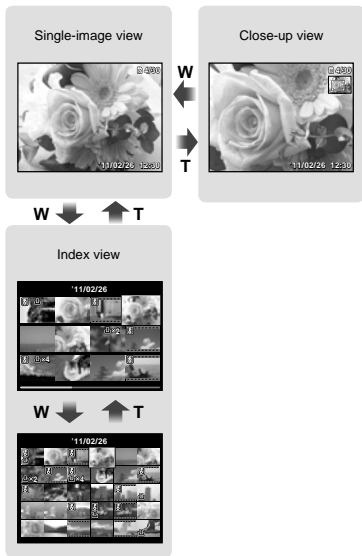 Single-image view
Close-up view
4/30
4/30
W
T
'11/02/26 12:30
'11/02/26 12:30
W
T
Index view
'11/02/26
×2
×4
W
T
'11/02/26
×2
×4